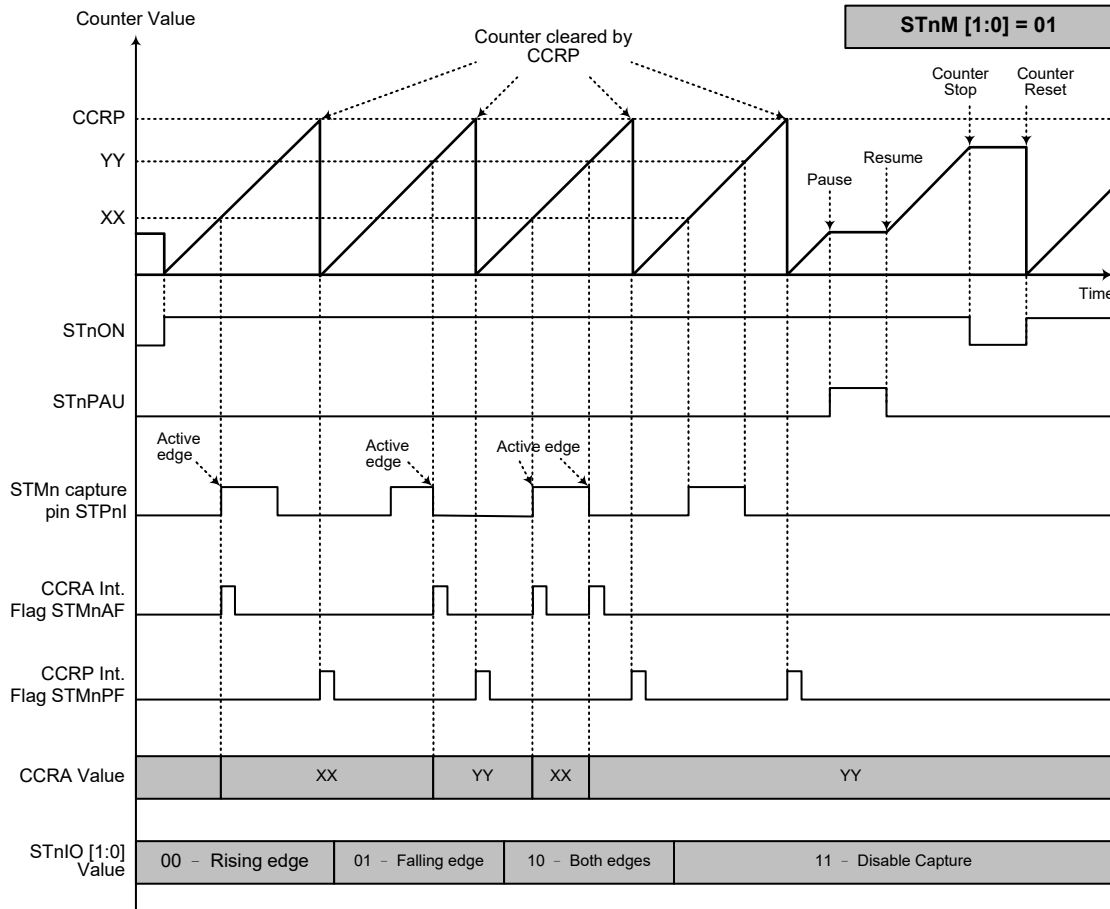 Counter Value
STnM [1:0] = 01
Counter cleared by
CCRP
Counter
Stop
Counter
Reset
CCRP
YY
Resume
Pause
XX
Time
STnON
STnPAU
Active
edge
Active
edge
Active edge
STMn capture
pin STPnI
CCRA Int.
Flag STMnAF
CCRP Int.
Flag STMnPF
CCRA Value
XX
YY
XX
YY
STnIO [1:0]
Value
00 – Rising edge
01 – Falling edge
10 – Both edges
11 – Disable Capture